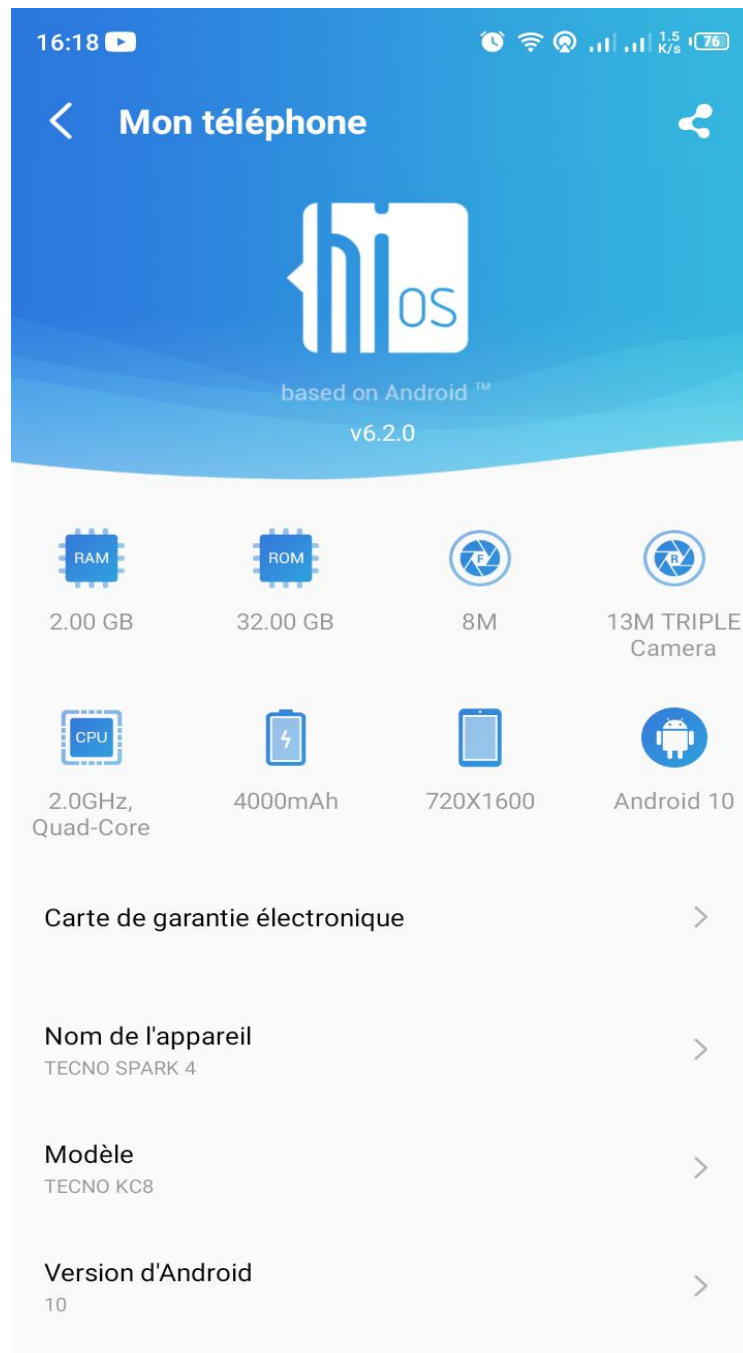 16:18
1.5 K/s 76
Mon téléphone
hi
OS
based on Android ™
v6.2.0
RAM
ROM
F
R
2.00 GB
32.00 GB
8M
13M TRIPLE
Camera
CPU
2.0GHz,
Quad-Core
4000mAh
720X1600
Android 10
Carte de garantie électronique
Nom de l'appareil
TECNO SPARK 4
Modèle
TECNO KC8
Version d'Android
10